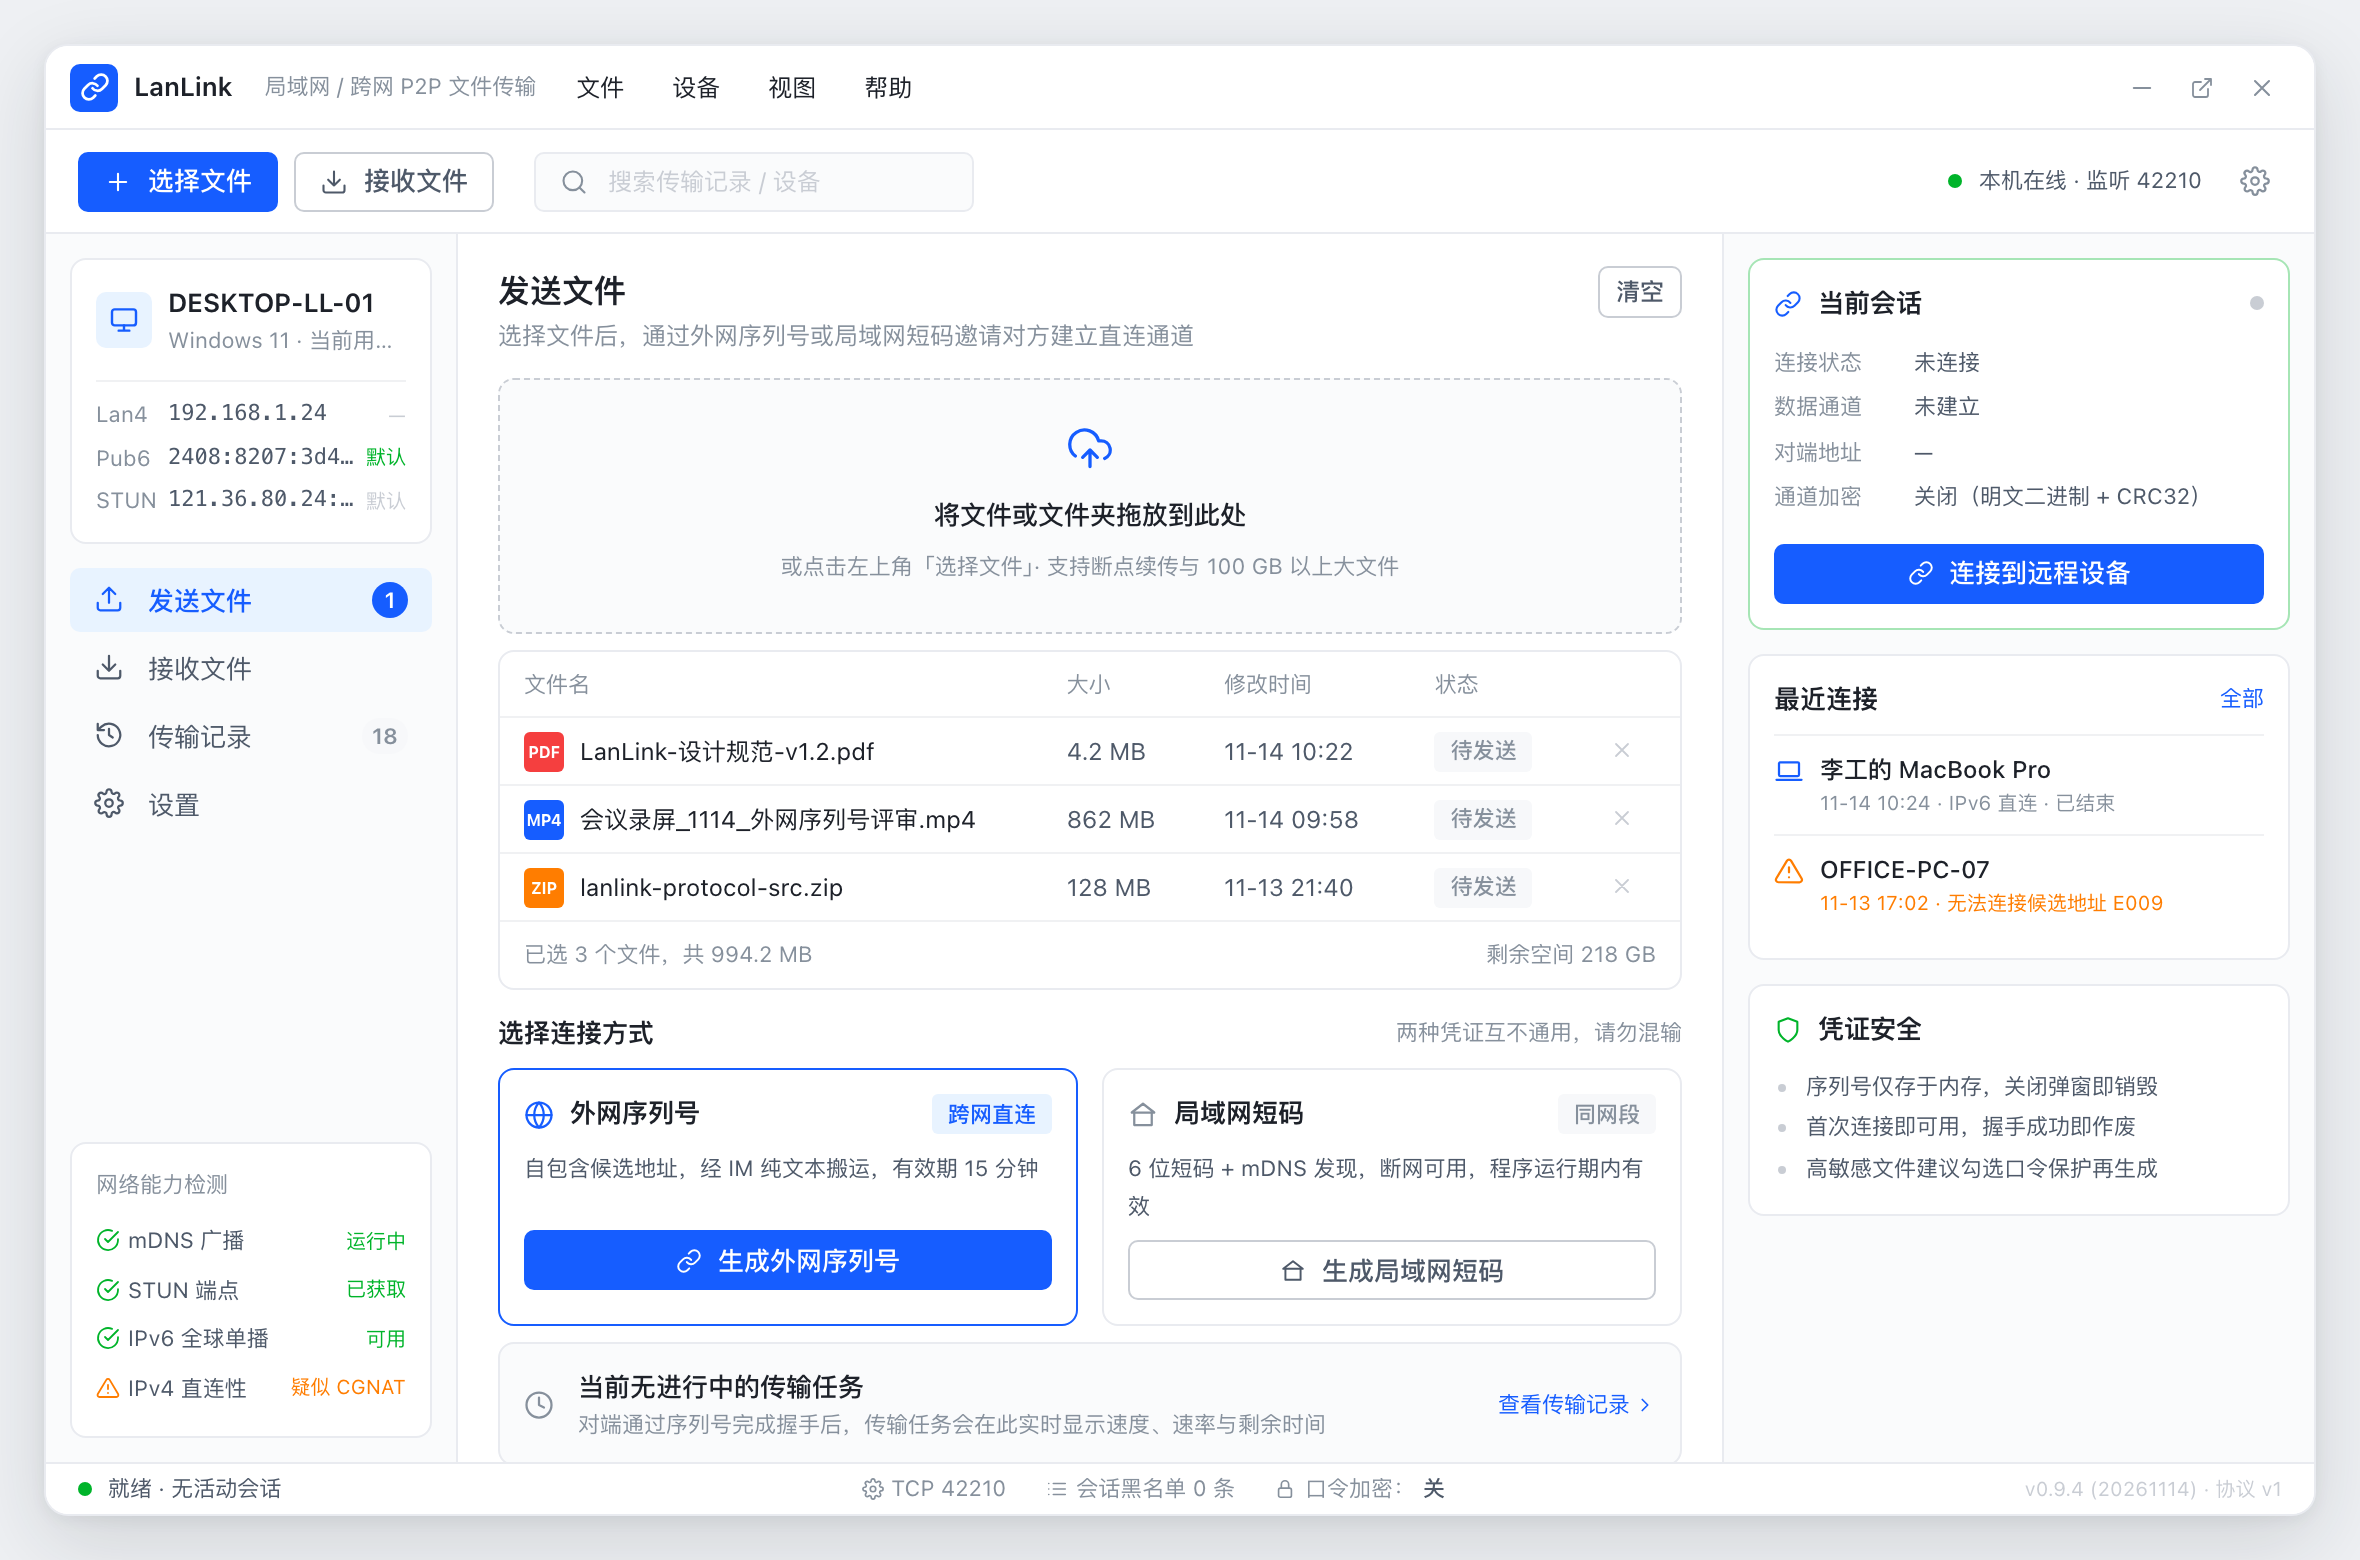 LanLink 局域网 / 跨网 P2P 文件传输 文件 设备 视图 帮助
选择文件 接收文件 搜索传输记录 / 设备 本机在线 · 监听 42210
DESKTOP-LL-01
Windows 11 · 当前用...
Lan4 192.168.1.24 —
Pub6 2408:8207:3d4… 默认
STUN 121.36.80.24:… 默认
发送文件 1
接收文件
传输记录 18
设置
网络能力检测
mDNS 广播 运行中
STUN 端点 已获取
IPv6 全球单播 可用
IPv4 直连性 疑似 CGNAT
发送文件 清空
选择文件后，通过外网序列号或局域网短码邀请对方建立直连通道
将文件或文件夹拖放到此处
或点击左上角「选择文件」· 支持断点续传与 100 GB 以上大文件
文件名 大小 修改时间 状态
PDF LanLink-设计规范-v1.2.pdf 4.2 MB 11-14 10:22 待发送
MP4 会议录屏_1114_外网序列号评审.mp4 862 MB 11-14 09:58 待发送
ZIP lanlink-protocol-src.zip 128 MB 11-13 21:40 待发送
已选 3 个文件，共 994.2 MB 剩余空间 218 GB
选择连接方式 两种凭证互不通用，请勿混输
外网序列号 跨网直连
自包含候选地址，经 IM 纯文本搬运，有效期 15 分钟
生成外网序列号
局域网短码 同网段
6 位短码 + mDNS 发现，断网可用，程序运行期内有
效
生成局域网短码
当前无进行中的传输任务
对端通过序列号完成握手后，传输任务会在此实时显示速度、速率与剩余时间
查看传输记录
当前会话
连接状态 未连接
数据通道 未建立
对端地址 —
通道加密 关闭（明文二进制 + CRC32）
连接到远程设备
最近连接 全部
李工的 MacBook Pro
11-14 10:24 · IPv6 直连 · 已结束
OFFICE-PC-07
11-13 17:02 · 无法连接候选地址 E009
凭证安全
序列号仅存于内存，关闭弹窗即销毁
首次连接即可用，握手成功即作废
高敏感文件建议勾选口令保护再生成
就绪 · 无活动会话 TCP 42210 会话黑名单 0 条 口令加密： 关 v0.9.4 (20261114) · 协议 v1